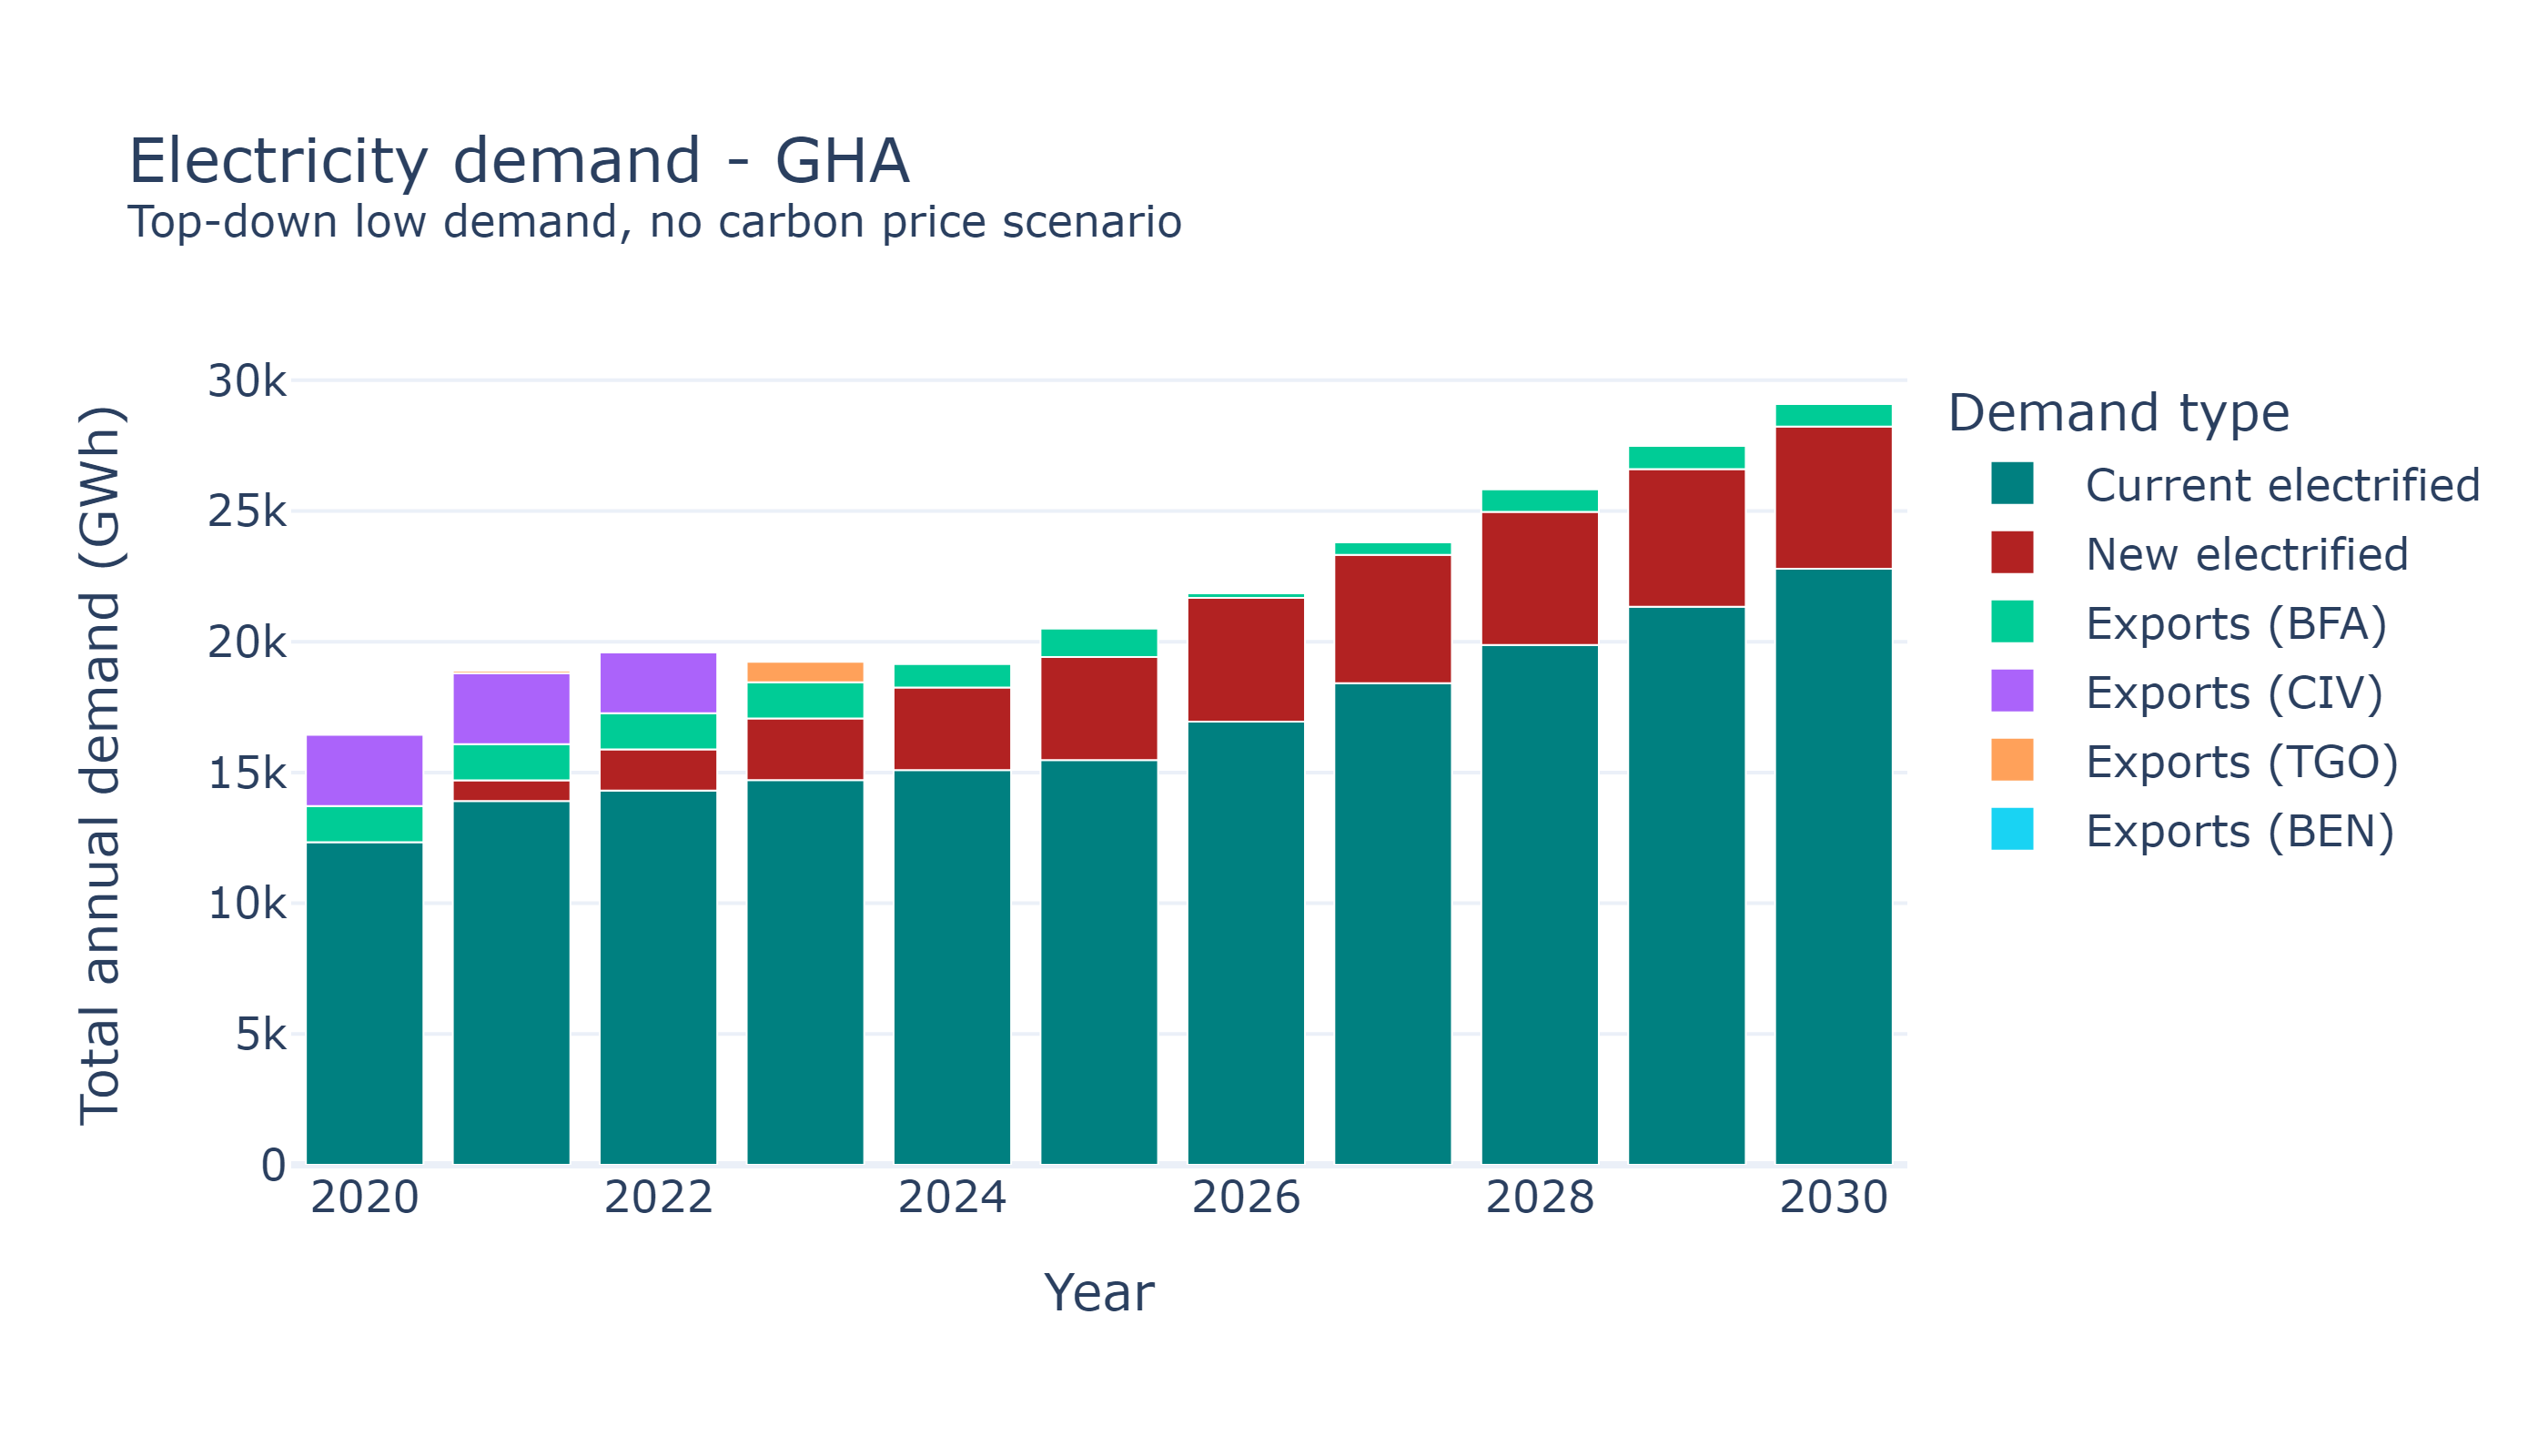 Electricity demand - GHA
Top-down low demand, no carbon price scenario
Total annual demand (GWh)
30k
25k
20k
15k
10k
5k
0
2020
2022
2024
2026
2028
2030
Year
Demand type
Current electrified
New electrified
Exports (BFA)
Exports (CIV)
Exports (TGO)
Exports (BEN)